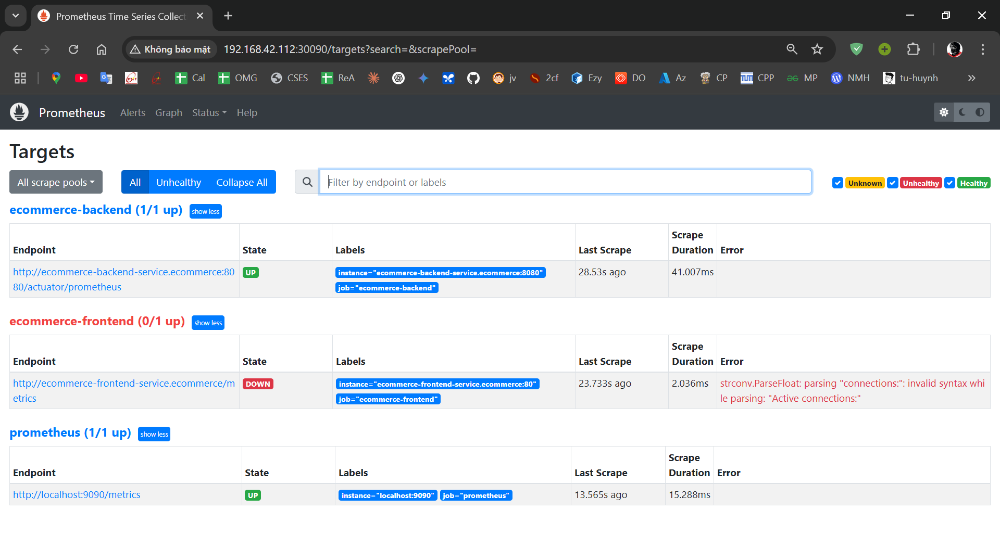 Prometheus Time Series Collect
Không bảo mật
192.168.42.112:30090/targets?search=&scrapePool=
Cal
OMG
CSES
ReA
jv
2cf
Ezy
DO
Az
CP
CPP
MP
NMH
tu-huynh
Prometheus Alerts Graph Status Help
Targets
All scrape pools
All Unhealthy Collapse All
Filter by endpoint or labels
Unknown Unhealthy Healthy
ecommerce-backend (1/1 up) show less
Endpoint State Labels Last Scrape Scrape Duration Error
http://ecommerce-backend-service.ecommerce:80
80/actuator/prometheus
UP
instance="ecommerce-backend-service.ecommerce:8080"
job="ecommerce-backend"
28.53s ago
41.007ms
ecommerce-frontend (0/1 up) show less
Endpoint State Labels Last Scrape Scrape Duration Error
http://ecommerce-frontend-service.ecommerce/m
etrics
DOWN
instance="ecommerce-frontend-service.ecommerce:80"
job="ecommerce-frontend"
23.733s ago
2.036ms
strconv.ParseFloat: parsing "connections:": invalid syntax whi
le parsing: "Active connections:"
prometheus (1/1 up) show less
Endpoint State Labels Last Scrape Scrape Duration Error
http://localhost:9090/metrics
UP
instance="localhost:9090" job="prometheus"
13.565s ago
15.288ms